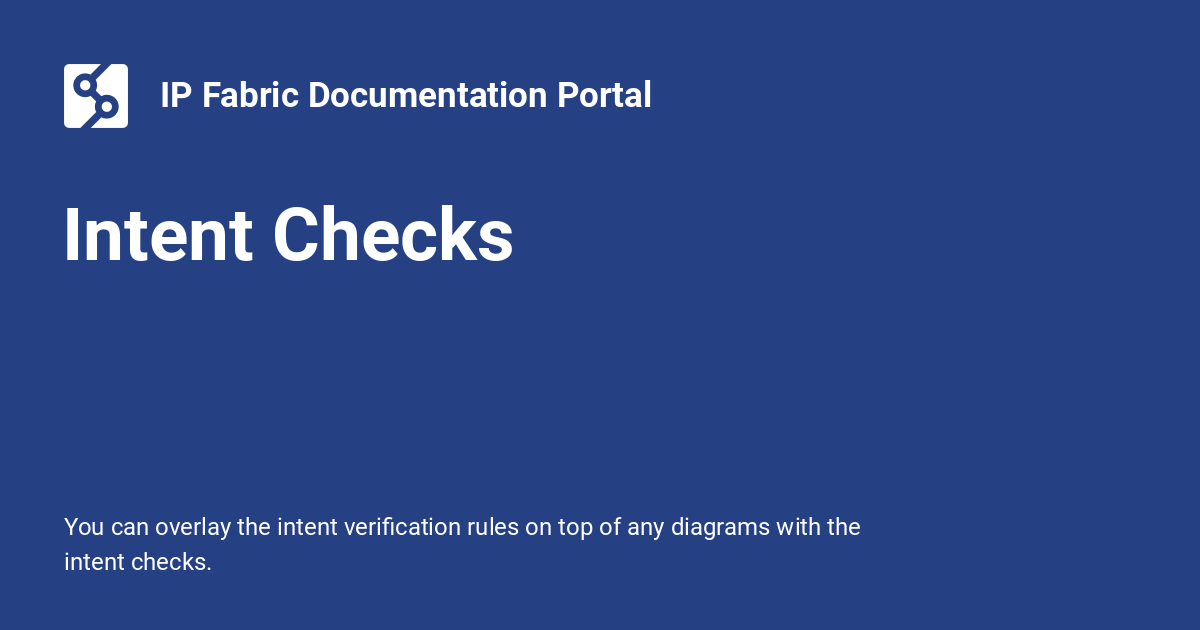 IP Fabric Documentation Portal
Intent Checks
You can overlay the intent verification rules on top of any diagrams with the
intent checks.